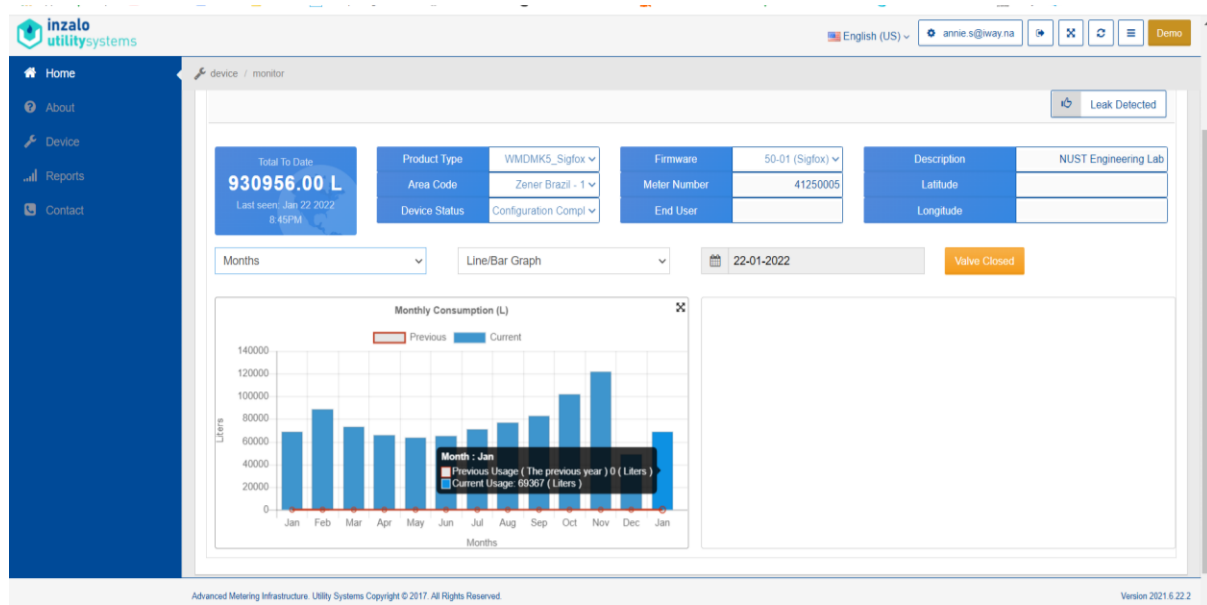 inzalo
utilitysystems
English (US)
annie.s@iway.na
Demo
Home
About
Device
Reports
Contact
device / monitor
Leak Detected
Total To Date
930956.00 L
Last seen: Jan 22 2022
8:45PM
Product Type WMDMK5_Sigfox
Area Code Zener Brazil - 1
Device Status Configuration Compl
Firmware 50-01 (Sigfox)
Meter Number 41250005
End User
Description NUST Engineering Lab
Latitude
Longitude
Months
Line/Bar Graph
22-01-2022
Valve Closed
Monthly Consumption (L)
Previous Current
140000
120000
100000
80000
60000
40000
20000
0
Liters
Month : Jan
Previous Usage ( The previous year ) 0 ( Liters )
Current Usage: 69367 ( Liters )
Jan Feb Mar Apr May Jun Jul Aug Sep Oct Nov Dec Jan
Months
Advanced Metering Infrastructure. Utility Systems Copyright © 2017. All Rights Reserved.
Version 2021.6.22.2